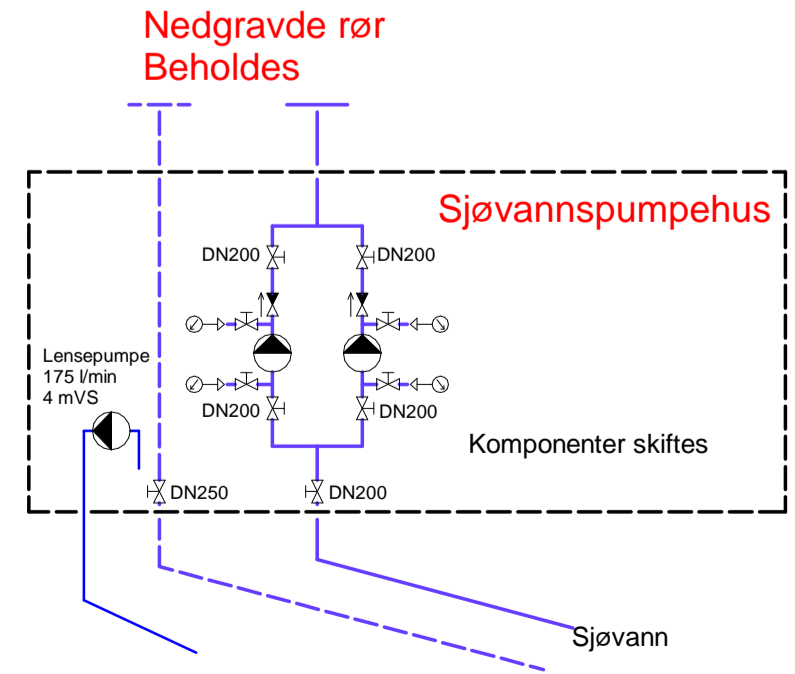 Nedgravde rør
Beholdes
Sjøvannspumpehus
DN200
DN200
Lensepumpe
175 l/min
4 mVS
DN200
DN200
Komponenter skiftes
DN250
DN200
Sjøvann